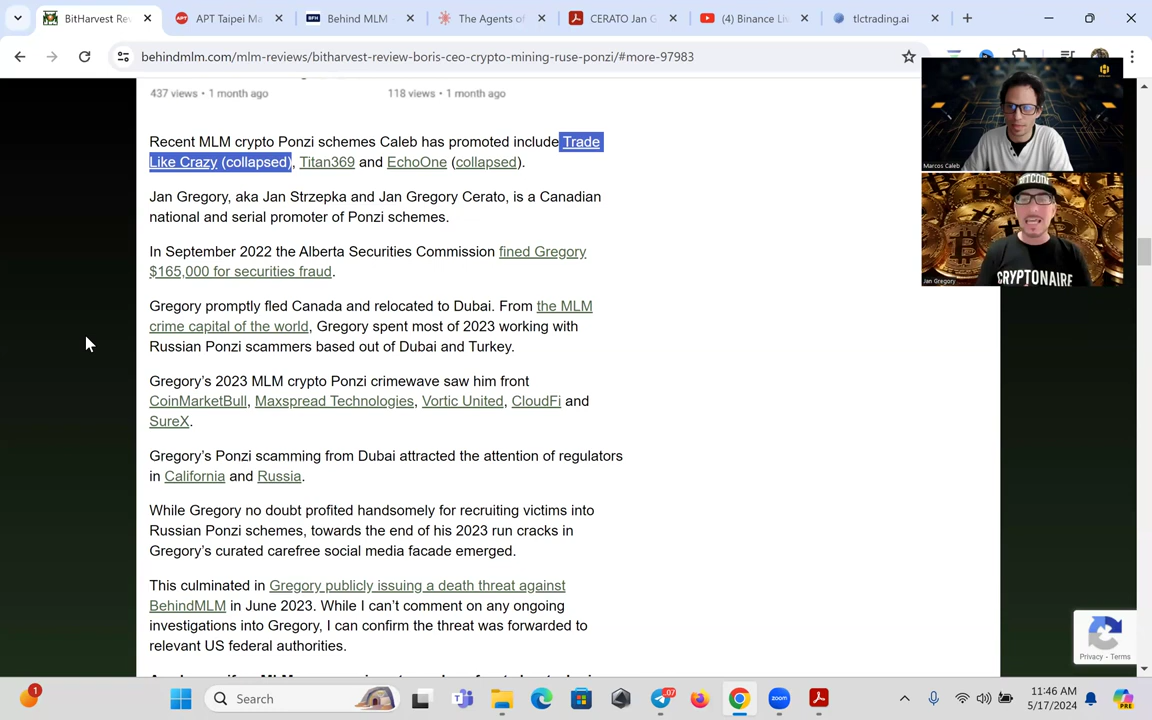 BitHarvest Re
APT Taipei Ma
BFH Behind MLM
The Agents of
CERATO Jan G
(4) Binance Li
tlctrading.ai
behindmlm.com/mlm-reviews/bitharvest-review-boris-ceo-crypto-mining-ruse-ponzi/#more-97983
437 views • 1 month ago
118 views • 1 month ago
Recent MLM crypto Ponzi schemes Caleb has promoted include Trade
Like Crazy (collapsed), Titan369 and EchoOne (collapsed).
Jan Gregory, aka Jan Strzepka and Jan Gregory Cerato, is a Canadian
national and serial promoter of Ponzi schemes.
In September 2022 the Alberta Securities Commission fined Gregory
$165,000 for securities fraud.
Gregory promptly fled Canada and relocated to Dubai. From the MLM
crime capital of the world, Gregory spent most of 2023 working with
Russian Ponzi scammers based out of Dubai and Turkey.
Gregory's 2023 MLM crypto Ponzi crimewave saw him front
CoinMarketBull, Maxspread Technologies, Vortic United, CloudFi and
SureX.
Gregory's Ponzi scamming from Dubai attracted the attention of regulators
in California and Russia.
While Gregory no doubt profited handsomely for recruiting victims into
Russian Ponzi schemes, towards the end of his 2023 run cracks in
Gregory's curated carefree social media facade emerged.
This culminated in Gregory publicly issuing a death threat against
BehindMLM in June 2023. While I can't comment on any ongoing
investigations into Gregory, I can confirm the threat was forwarded to
relevant US federal authorities.
Marcos Caleb
BITCOIN
CRYPTONAIRE
Jan Gregory
Privacy - Terms
1
Search
.07
zoom
11:46 AM
5/17/2024
PRE